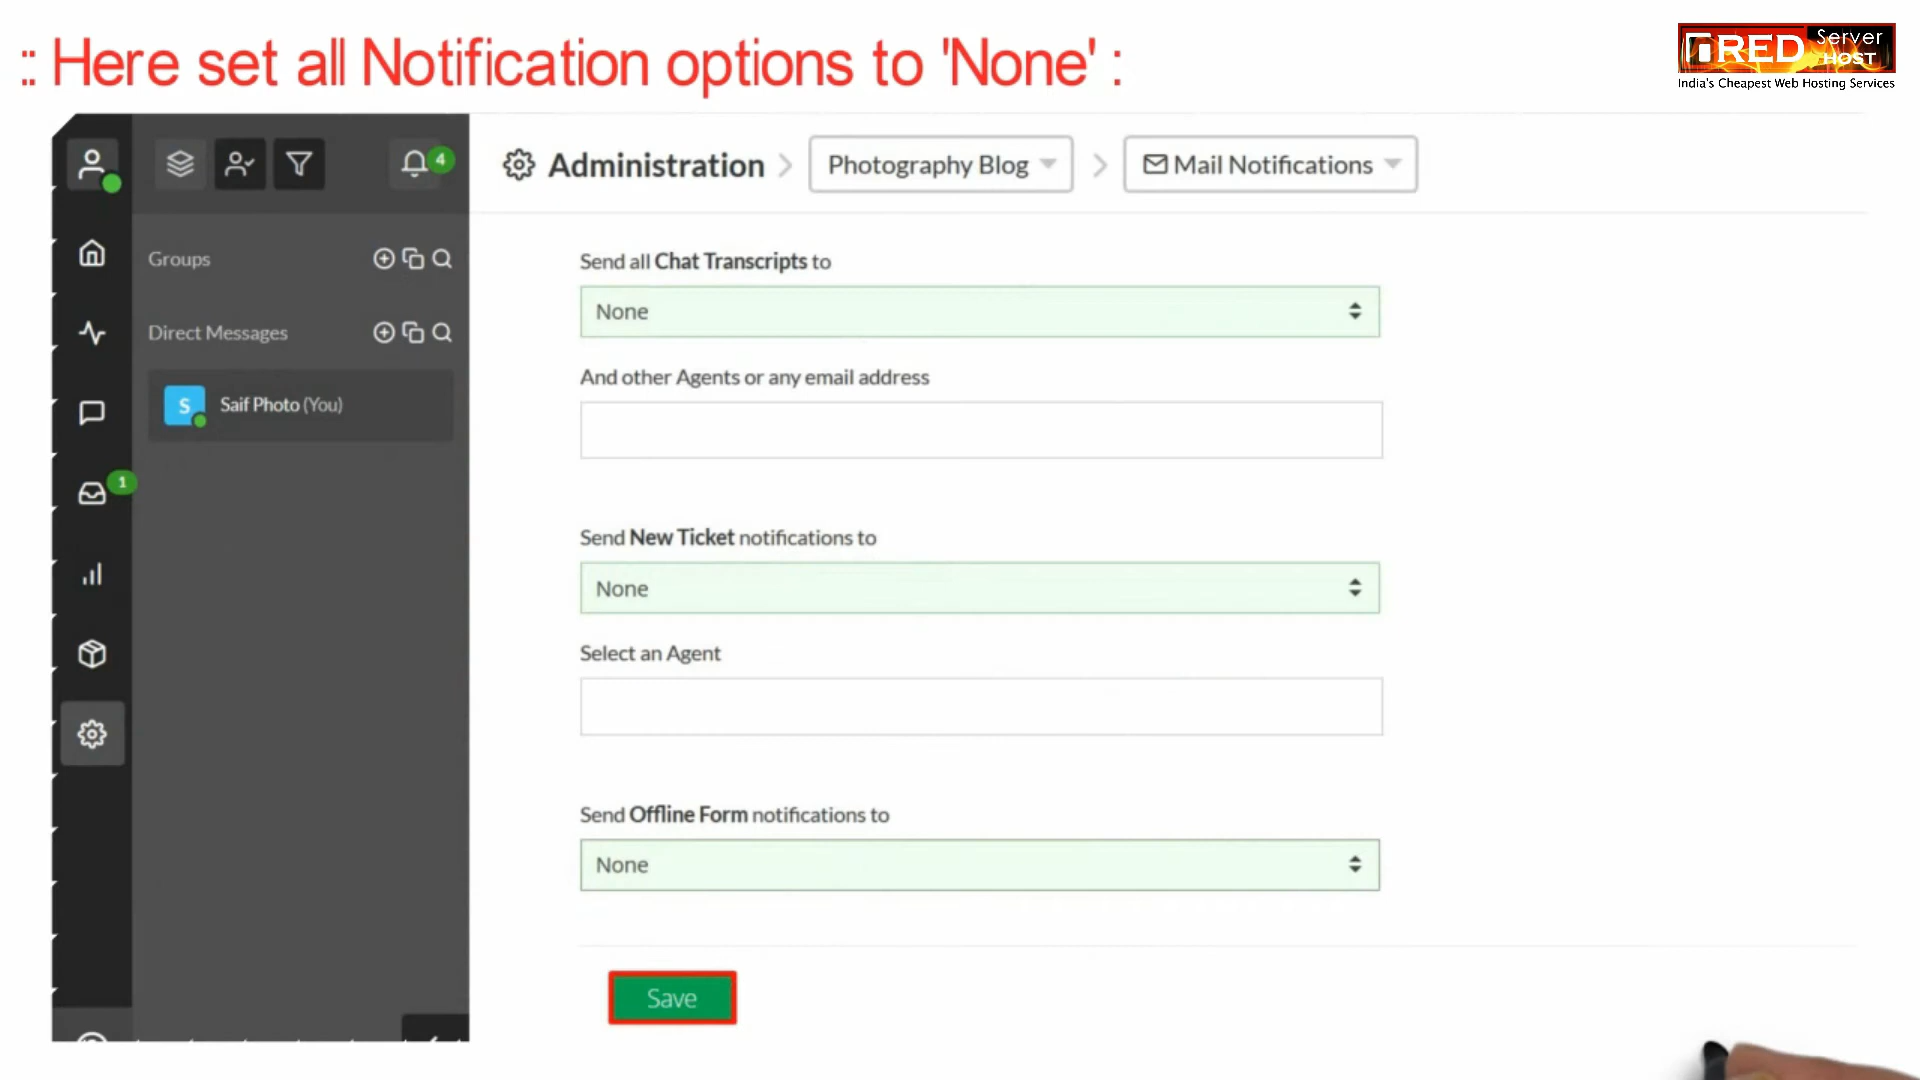 :: Here set all Notification options to 'None' :
RED Server
HOST
India's Cheapest Web Hosting Services
4
Administration
Photography Blog
Mail Notifications
Groups
Direct Messages
S
Saif Photo (You)
1
Send all Chat Transcripts to
None
And other Agents or any email address
Send New Ticket notifications to
None
Select an Agent
Send Offline Form notifications to
None
Save